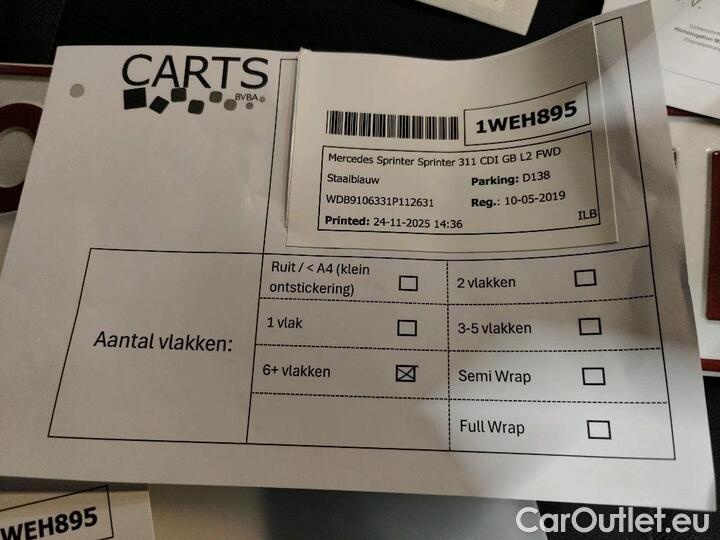 CARTS
BVBA
1WEH895
Mercedes Sprinter Sprinter 311 CDI GB L2 FWD
Staalblauw Parking: D138
WDB9106331P112631 Reg.: 10-05-2019
Printed: 24-11-2025 14:36 ILB
Aantal vlakken:
Ruit / < A4 (klein
ontstickering)
2 vlakken
1 vlak
3-5 vlakken
6+ vlakken
Semi Wrap
Full Wrap
WEH895
Homologation M
CarOutlet.eu